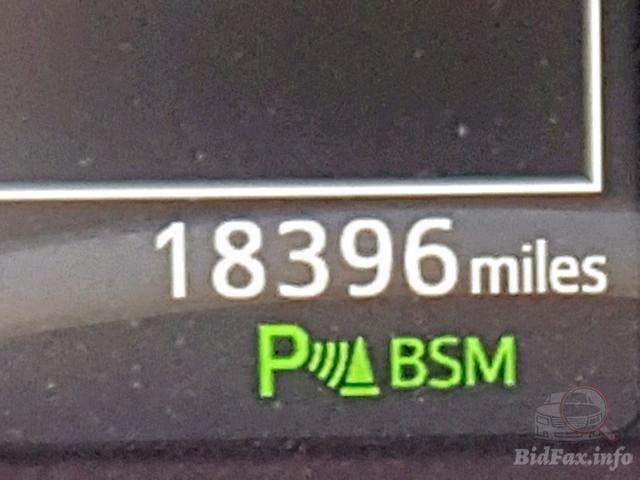 18396 miles
P BSM
BidFax.info